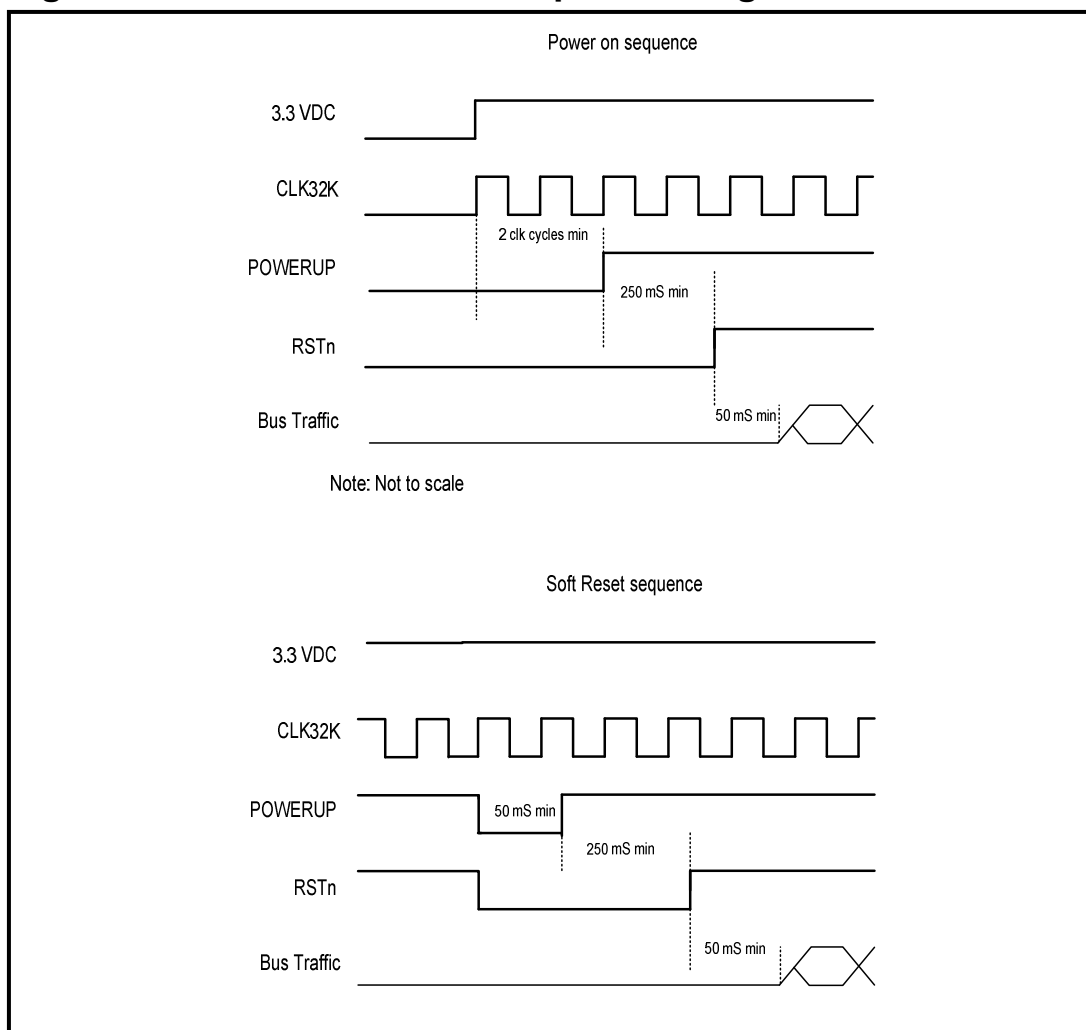 Power on sequence
3.3 VDC
CLK32K
2 clk cycles min
POWERUP
250 mS min
RSTn
50 mS min
Bus Traffic
Note: Not to scale
Soft Reset sequence
3.3 VDC
CLK32K
POWERUP
50 mS min
250 mS min
RSTn
50 mS min
Bus Traffic